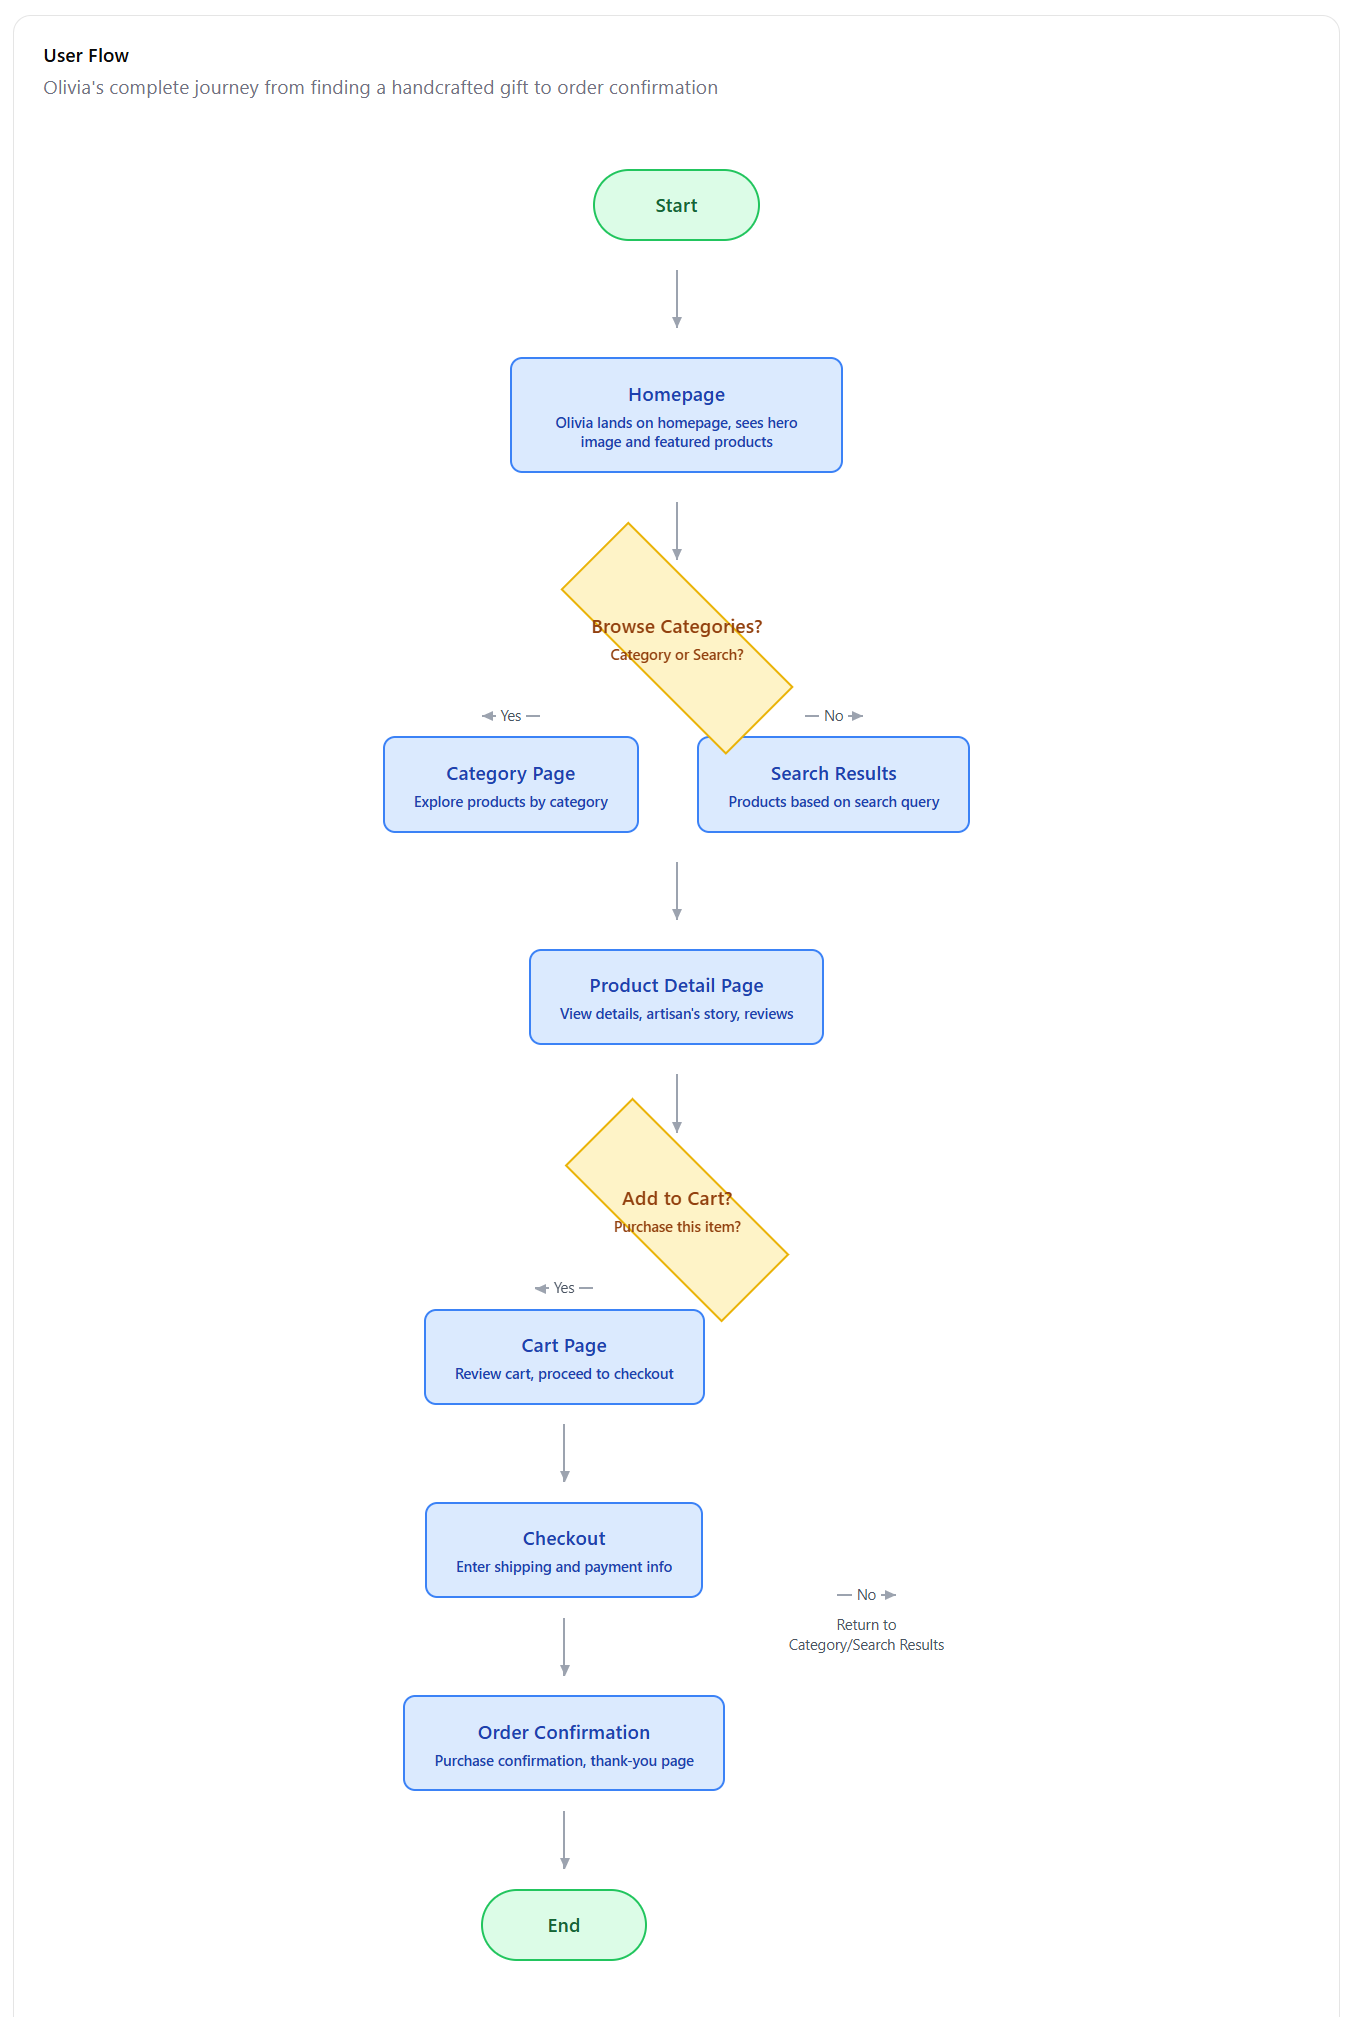 User Flow
Olivia's complete journey from finding a handcrafted gift to order confirmation
Start
Homepage
Olivia lands on homepage, sees hero
image and featured products
Browse Categories?
Category or Search?
Yes
No
Category Page
Explore products by category
Search Results
Products based on search query
Product Detail Page
View details, artisan's story, reviews
Add to Cart?
Purchase this item?
Yes
Cart Page
Review cart, proceed to checkout
Checkout
Enter shipping and payment info
No
Return to
Category/Search Results
Order Confirmation
Purchase confirmation, thank-you page
End